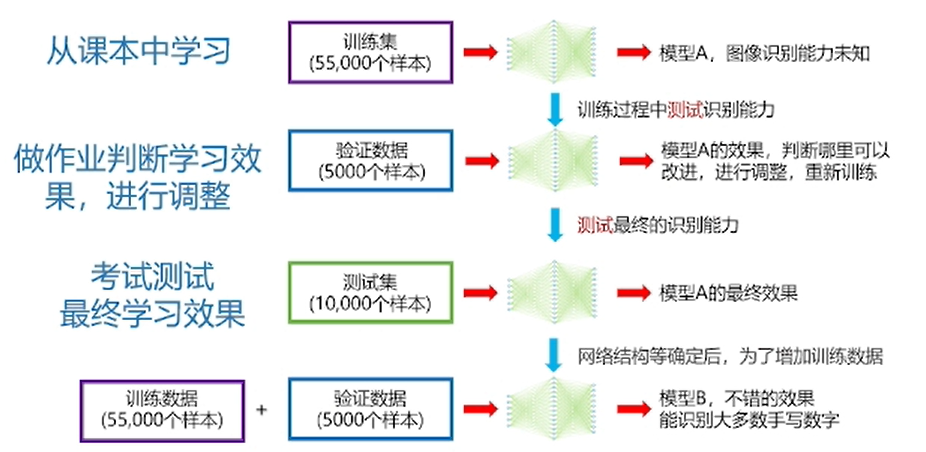 从课本中学习
训练集
(55,000个样本)
模型A，图像识别能力未知
训练过程中测试识别能力
做作业判断学习效
果，进行调整
验证数据
(5000个样本)
模型A的效果，判断哪里可以
改进，进行调整，重新训练
测试最终的识别能力
考试测试
最终学习效果
测试集
(10,000个样本)
模型A的最终效果
网络结构等确定后，为了增加训练数据
训练数据
(55,000个样本)
+
验证数据
(5000个样本)
模型B，不错的效果
能识别大多数手写数字